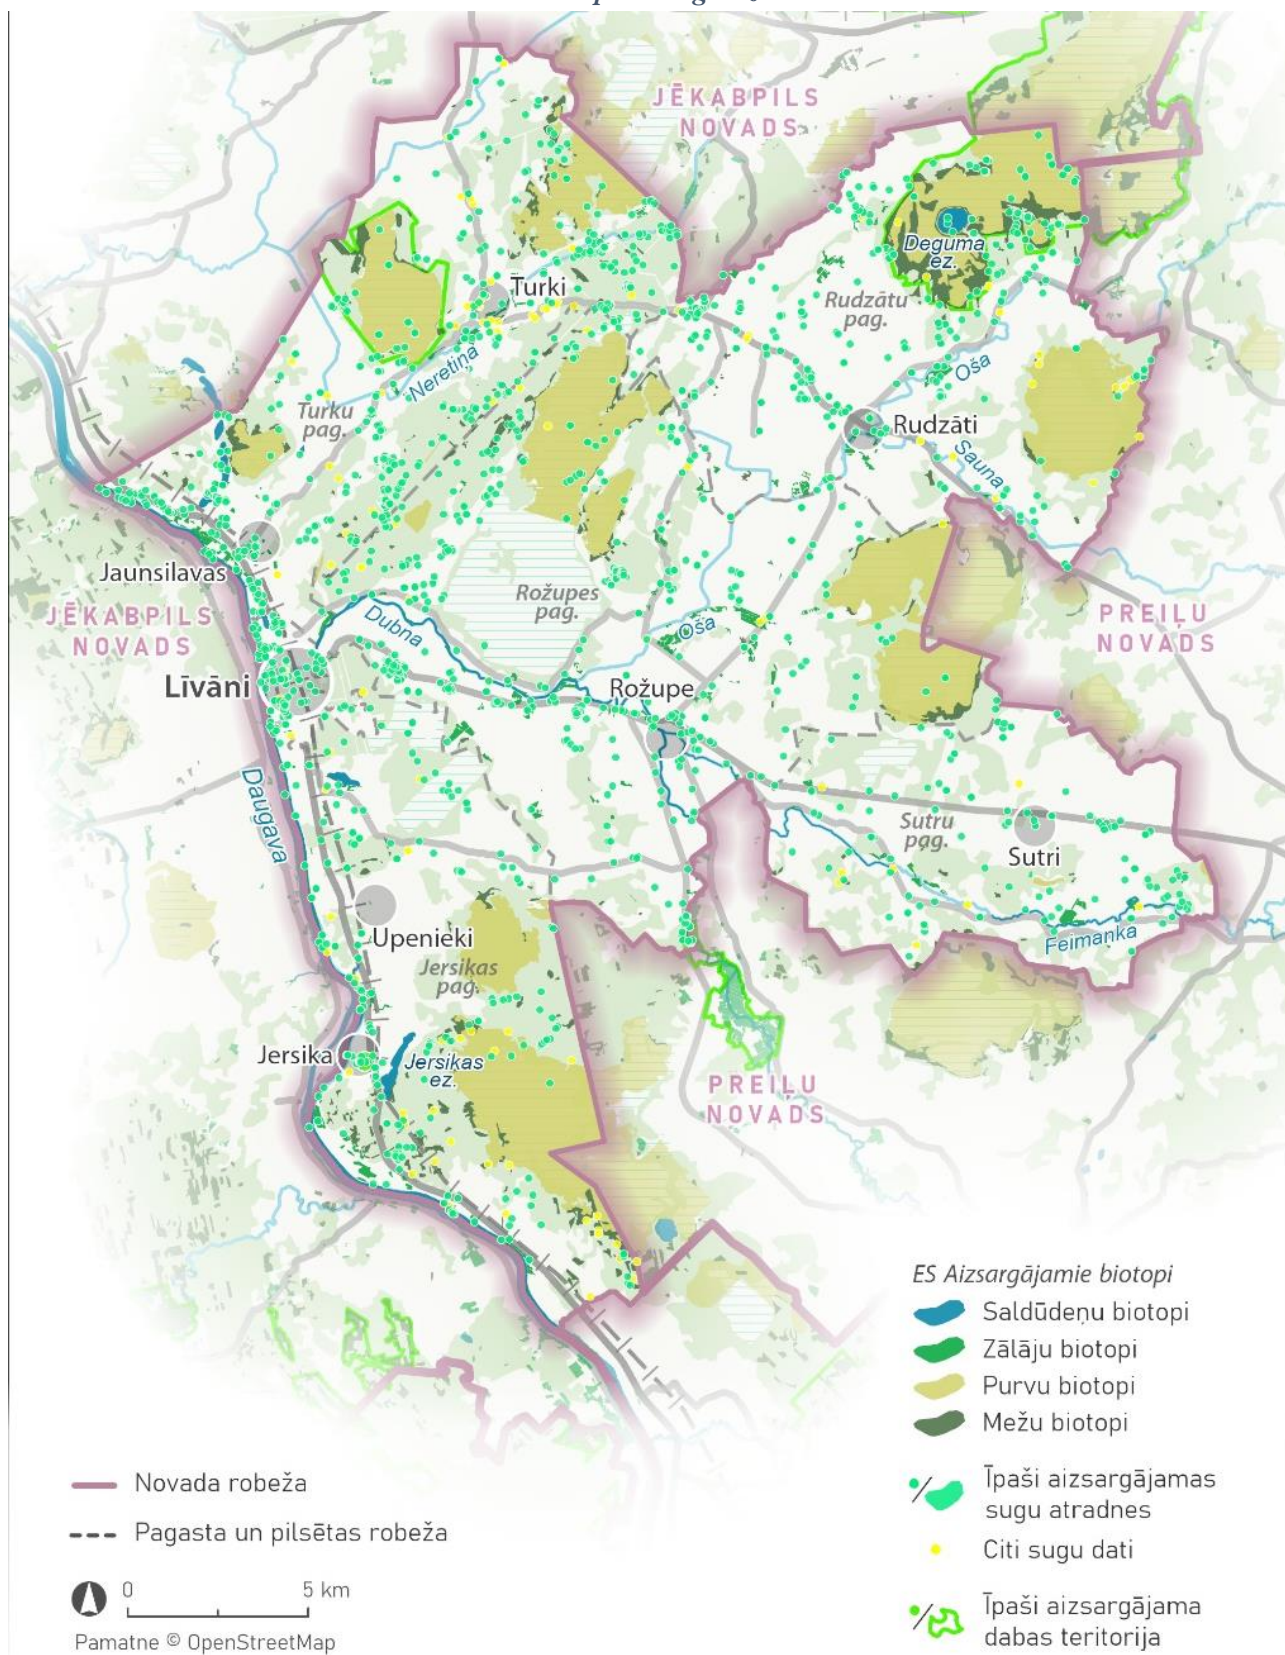 JĒKABPILS
NOVADS
Deguma
ez.
Turki
Rudzātu
pag.
Neretiņa
Oša
Turku
pag.
Rudzāti
Sauna
Jaunsilavas
JĒKABPILS
NOVADS
Rožupes
pag.
PREIĻU
NOVADS
Dubna
Oša
Līvāni
Rožupe
Daugava
Sutru
pag.
Sutri
Upenieki
Feimanka
Jersikas
pag.
Jersika
Jersikas
ez.
PREIĻU
NOVADS
ES Aizsargājamie biotopi
Saldūdeņu biotopi
Zālāju biotopi
Purvu biotopi
Mežu biotopi
Īpaši aizsargājamas
sugu atradnes
Citi sugu dati
Īpaši aizsargājama
dabas teritorija
Novada robeža
Pagasta un pilsētas robeža
0 5 km
Pamatne © OpenStreetMap